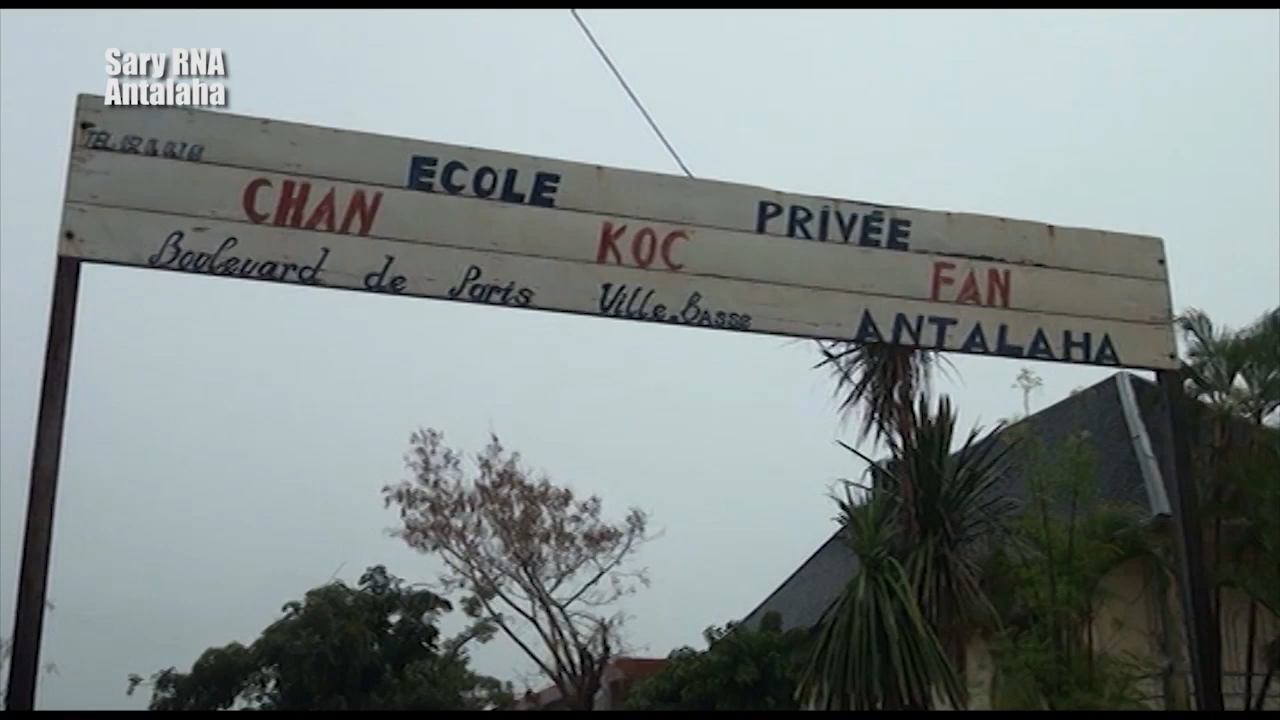 Sary RNA
Antalaha
ECOLE PRIVÉE
CHAN KOC FAN
Boulevard de Paris Ville.BASSE ANTALAHA